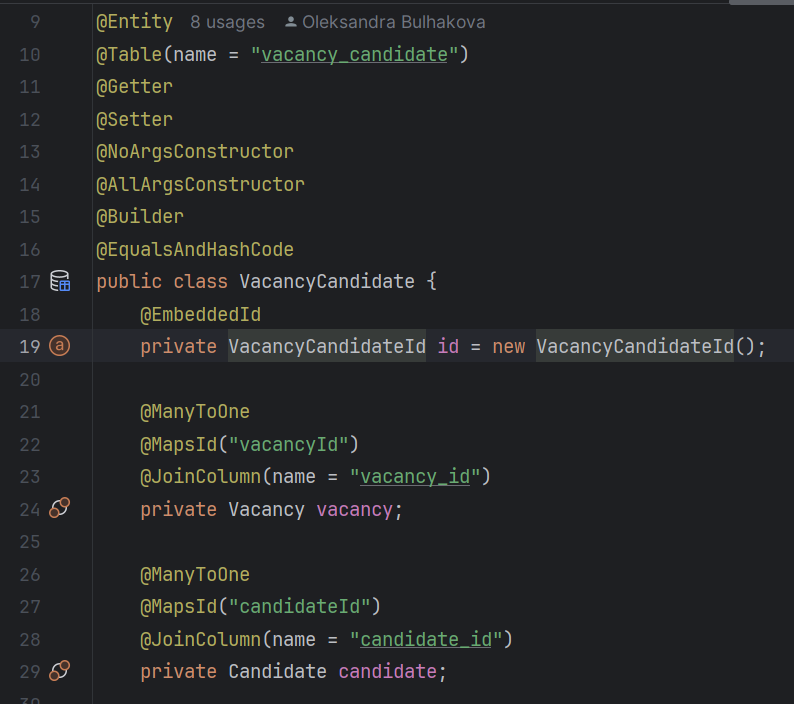 9 @Entity 8 usages Oleksandra Bulhakova
10 @Table(name = "vacancy_candidate")
11 @Getter
12 @Setter
13 @NoArgsConstructor
14 @AllArgsConstructor
15 @Builder
16 @EqualsAndHashCode
17 public class VacancyCandidate {
18 @EmbeddedId
19 a private VacancyCandidateId id = new VacancyCandidateId();
20
21 @ManyToOne
22 @MapsId("vacancyId")
23 @JoinColumn(name = "vacancy_id")
24 private Vacancy vacancy;
25
26 @ManyToOne
27 @MapsId("candidateId")
28 @JoinColumn(name = "candidate_id")
29 private Candidate candidate;